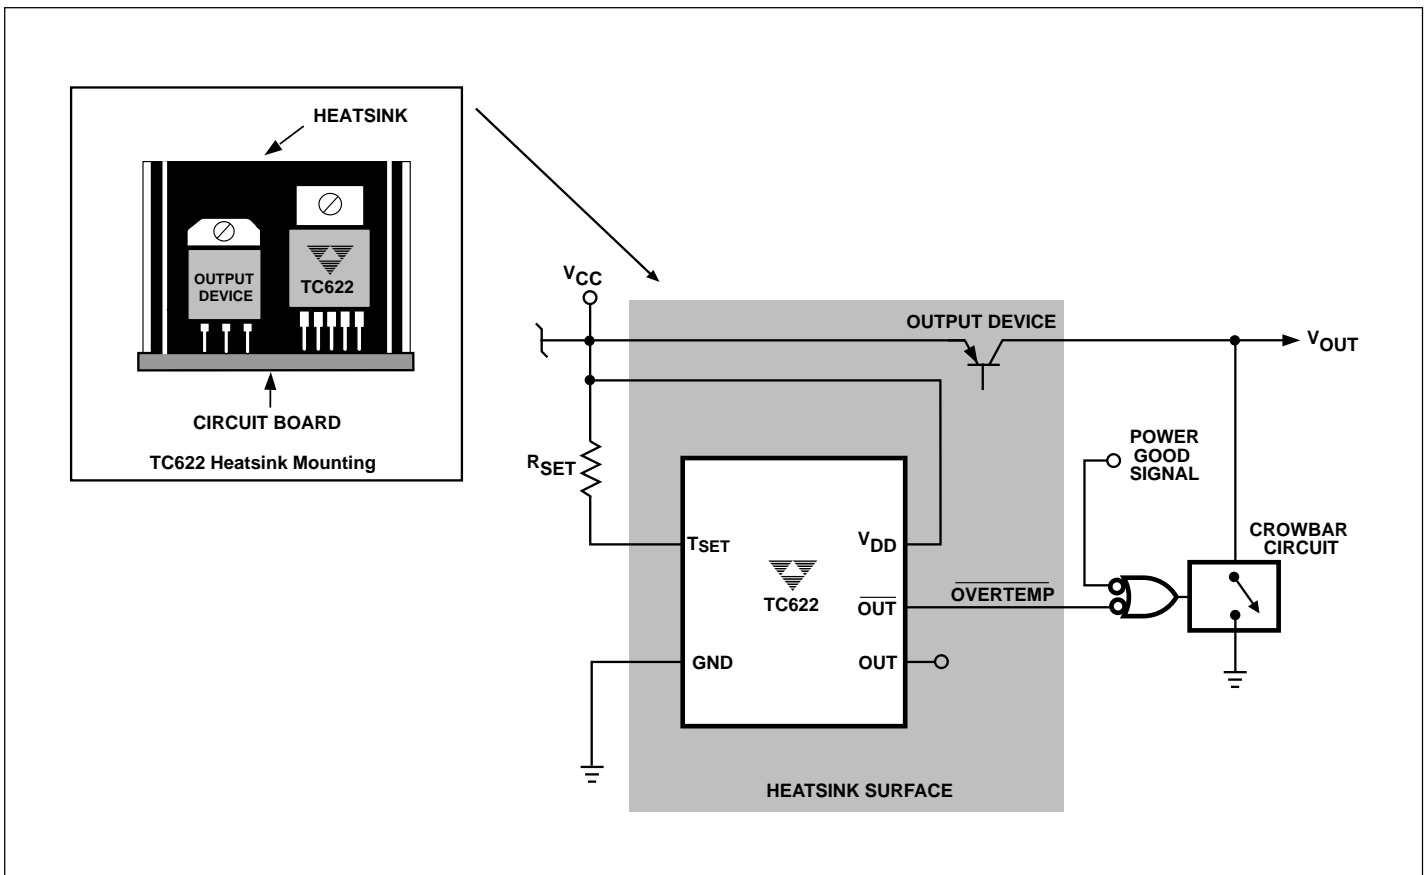 HEATSINK
OUTPUT
DEVICE
TC622
CIRCUIT BOARD
TC622 Heatsink Mounting
VCC
OUTPUT DEVICE
VOUT
RSET
POWER
GOOD
SIGNAL
CROWBAR
CIRCUIT
TSET
VDD
TC622
OUT
OVERTEMP
GND
OUT
HEATSINK SURFACE